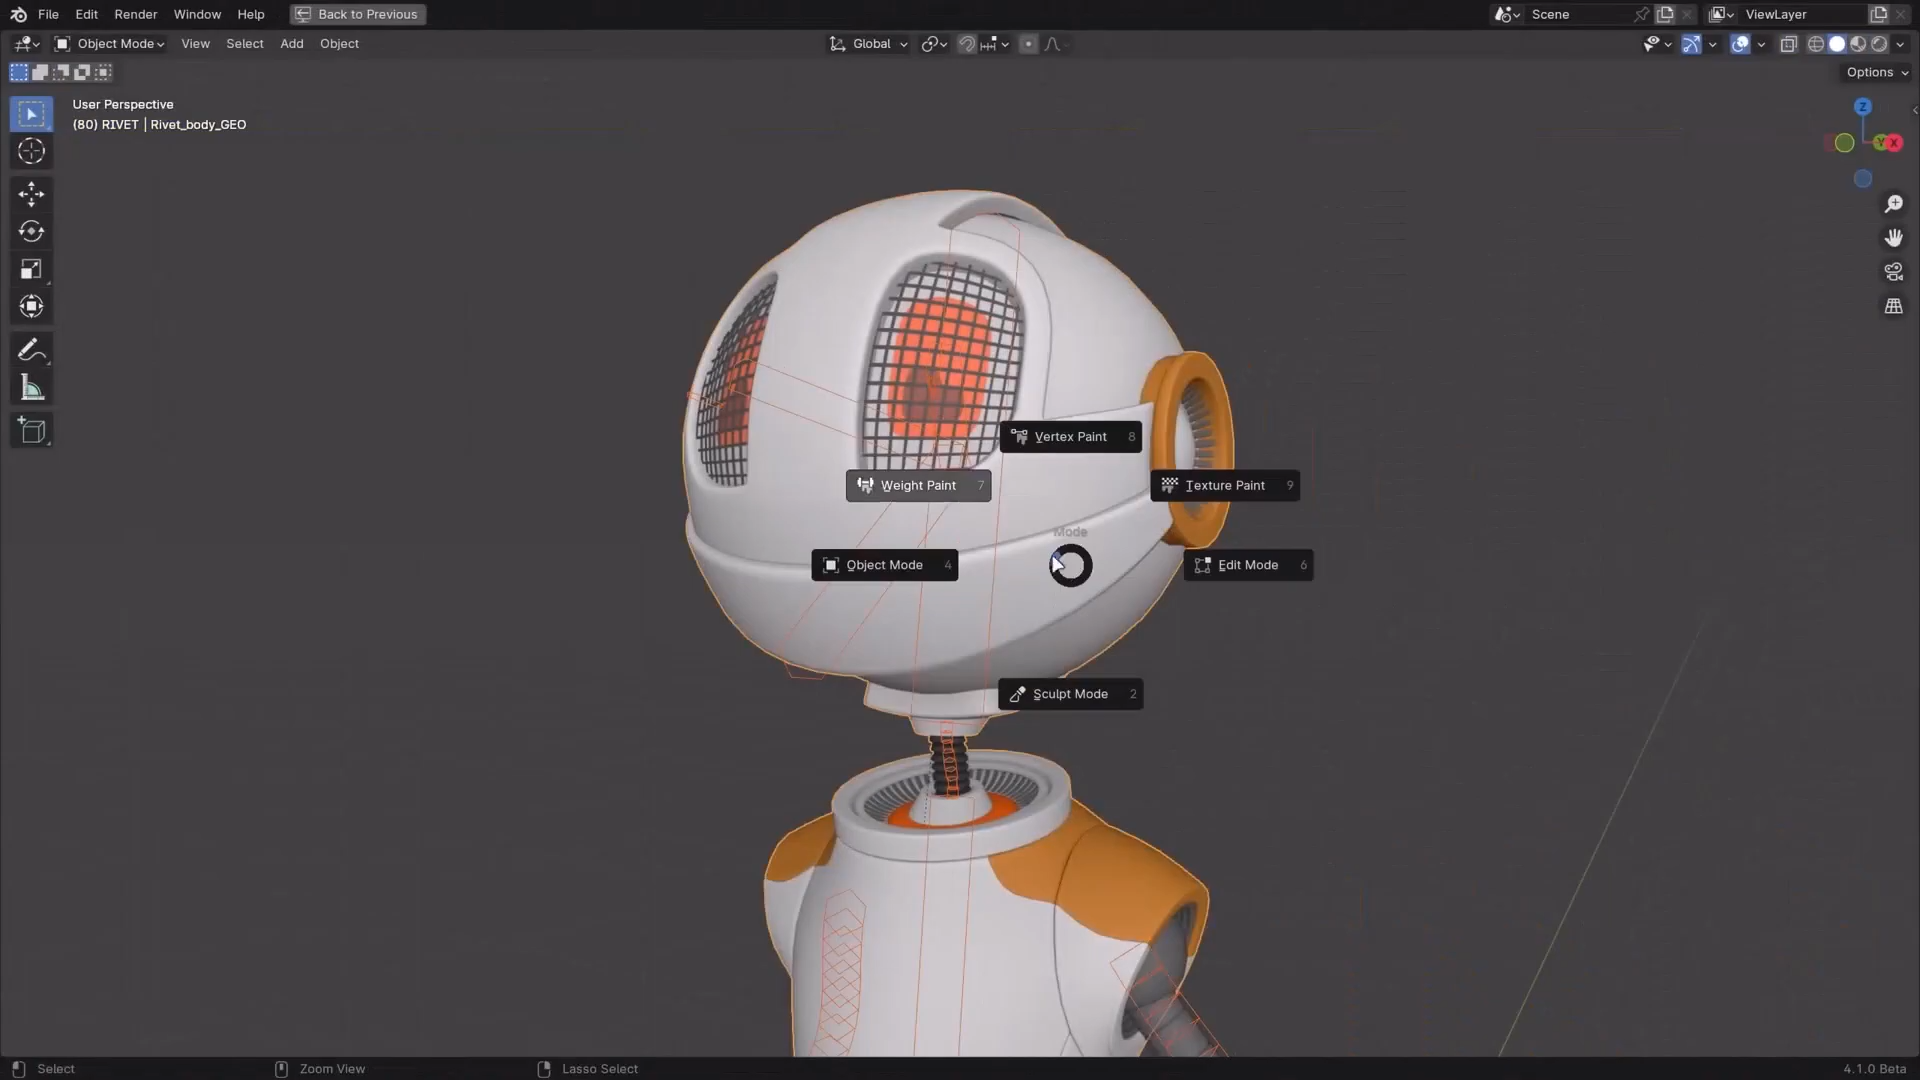 File Edit Render Window Help Back to Previous Scene ViewLayer
Object Mode View Select Add Object Global
Options
User Perspective
(80) RIVET | Rivet_body_GEO
Z
Y X
Vertex Paint 8
Weight Paint 7 Texture Paint 9
Mode
Object Mode 4 Edit Mode 6
Sculpt Mode 2
Select Zoom View Lasso Select 4.1.0 Beta